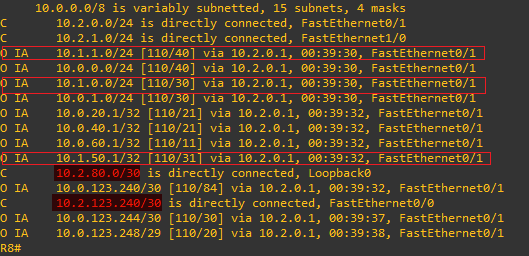 10.0.0.0/8 is variably subnetted, 15 subnets, 4 masks
C 10.2.0.0/24 is directly connected, FastEthernet0/1
C 10.2.1.0/24 is directly connected, FastEthernet1/0
O IA 10.1.1.0/24 [110/40] via 10.2.0.1, 00:39:30, FastEthernet0/1
O IA 10.0.0.0/24 [110/40] via 10.2.0.1, 00:39:30, FastEthernet0/1
O IA 10.1.0.0/24 [110/30] via 10.2.0.1, 00:39:30, FastEthernet0/1
O IA 10.0.1.0/24 [110/30] via 10.2.0.1, 00:39:30, FastEthernet0/1
O IA 10.0.20.1/32 [110/21] via 10.2.0.1, 00:39:32, FastEthernet0/1
O IA 10.0.40.1/32 [110/21] via 10.2.0.1, 00:39:32, FastEthernet0/1
O IA 10.0.60.1/32 [110/11] via 10.2.0.1, 00:39:32, FastEthernet0/1
O IA 10.1.50.1/32 [110/31] via 10.2.0.1, 00:39:32, FastEthernet0/1
C 10.2.80.0/30 is directly connected, Loopback0
O IA 10.0.123.240/30 [110/84] via 10.2.0.1, 00:39:32, FastEthernet0/1
C 10.2.123.240/30 is directly connected, FastEthernet0/0
O IA 10.0.123.244/30 [110/30] via 10.2.0.1, 00:39:37, FastEthernet0/1
O IA 10.0.123.248/29 [110/20] via 10.2.0.1, 00:39:38, FastEthernet0/1
R8#